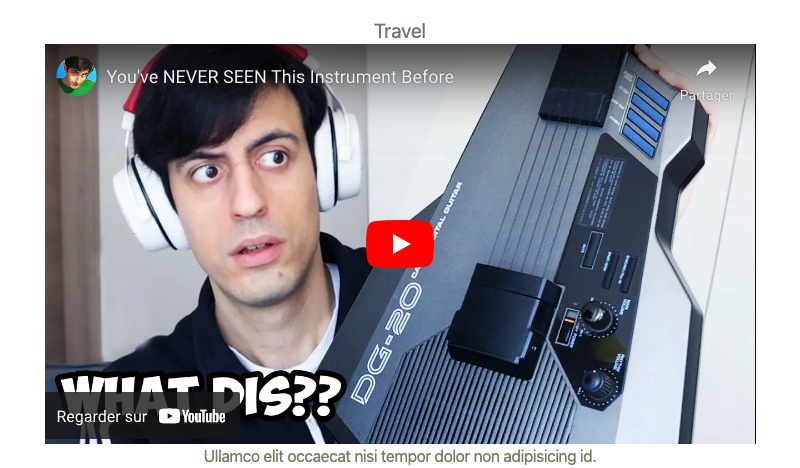 Travel
You've NEVER SEEN This Instrument Before
Partager
DG-20 DIGITAL GUITAR
WHAT DIS??
Regarder sur YouTube
Ullamco elit occaecat nisi tempor dolor non adipisicing id.